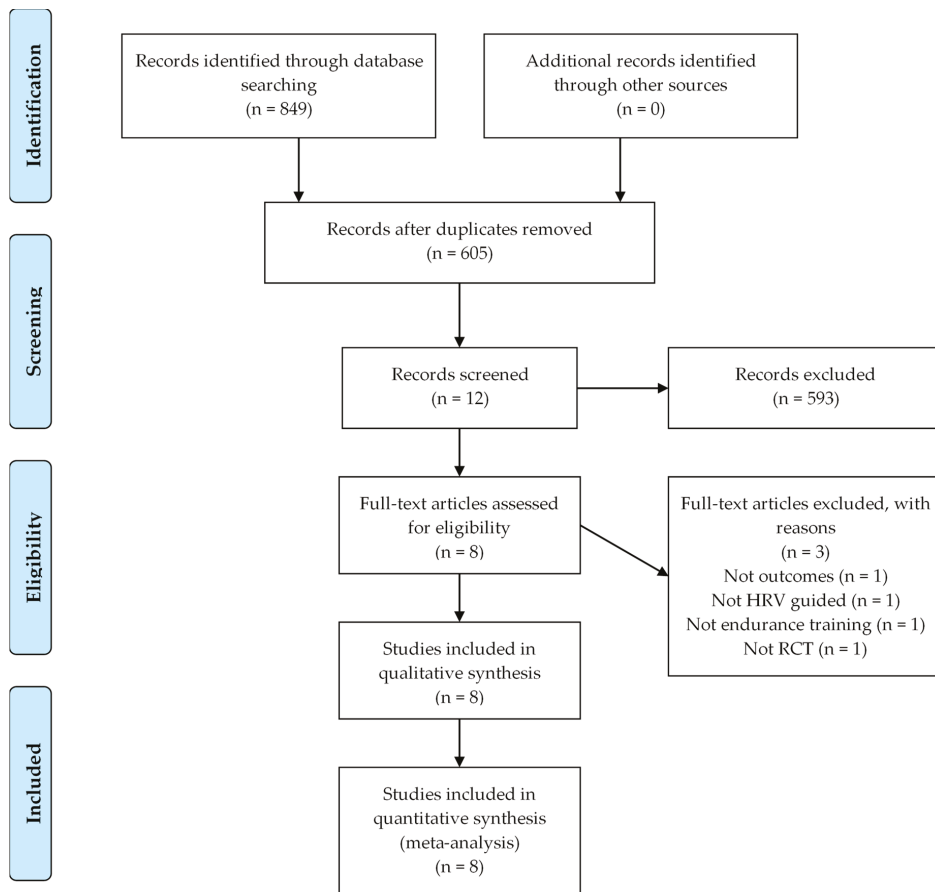 Identification
Records identified through database
searching
(n = 849)
Additional records identified
through other sources
(n = 0)
Records after duplicates removed
(n = 605)
Screening
Records screened
(n = 12)
Records excluded
(n = 593)
Eligibility
Full-text articles assessed
for eligibility
(n = 8)
Full-text articles excluded, with
reasons
(n = 3)
Not outcomes (n = 1)
Not HRV guided (n = 1)
Not endurance training (n = 1)
Not RCT (n = 1)
Studies included in
qualitative synthesis
(n = 8)
Included
Studies included in
quantitative synthesis
(meta-analysis)
(n = 8)